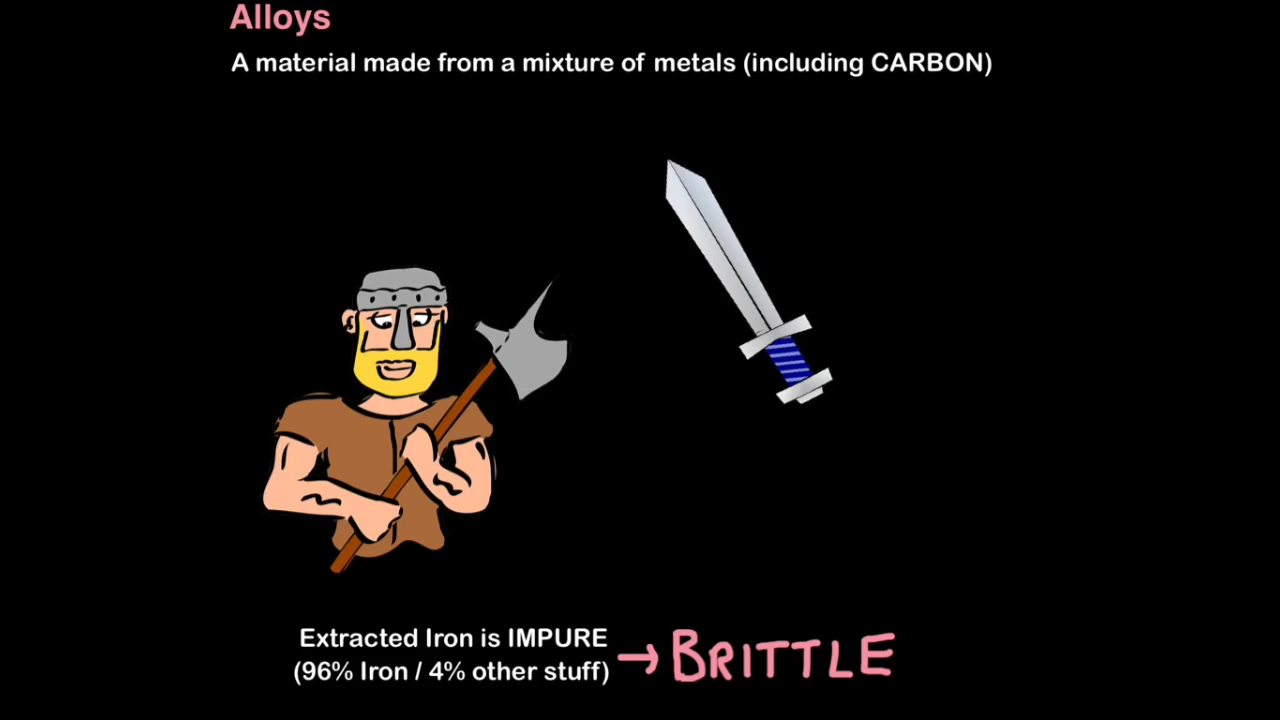 Alloys
A material made from a mixture of metals (including CARBON)
Extracted Iron is IMPURE
(96% Iron / 4% other stuff) → BRITTLE